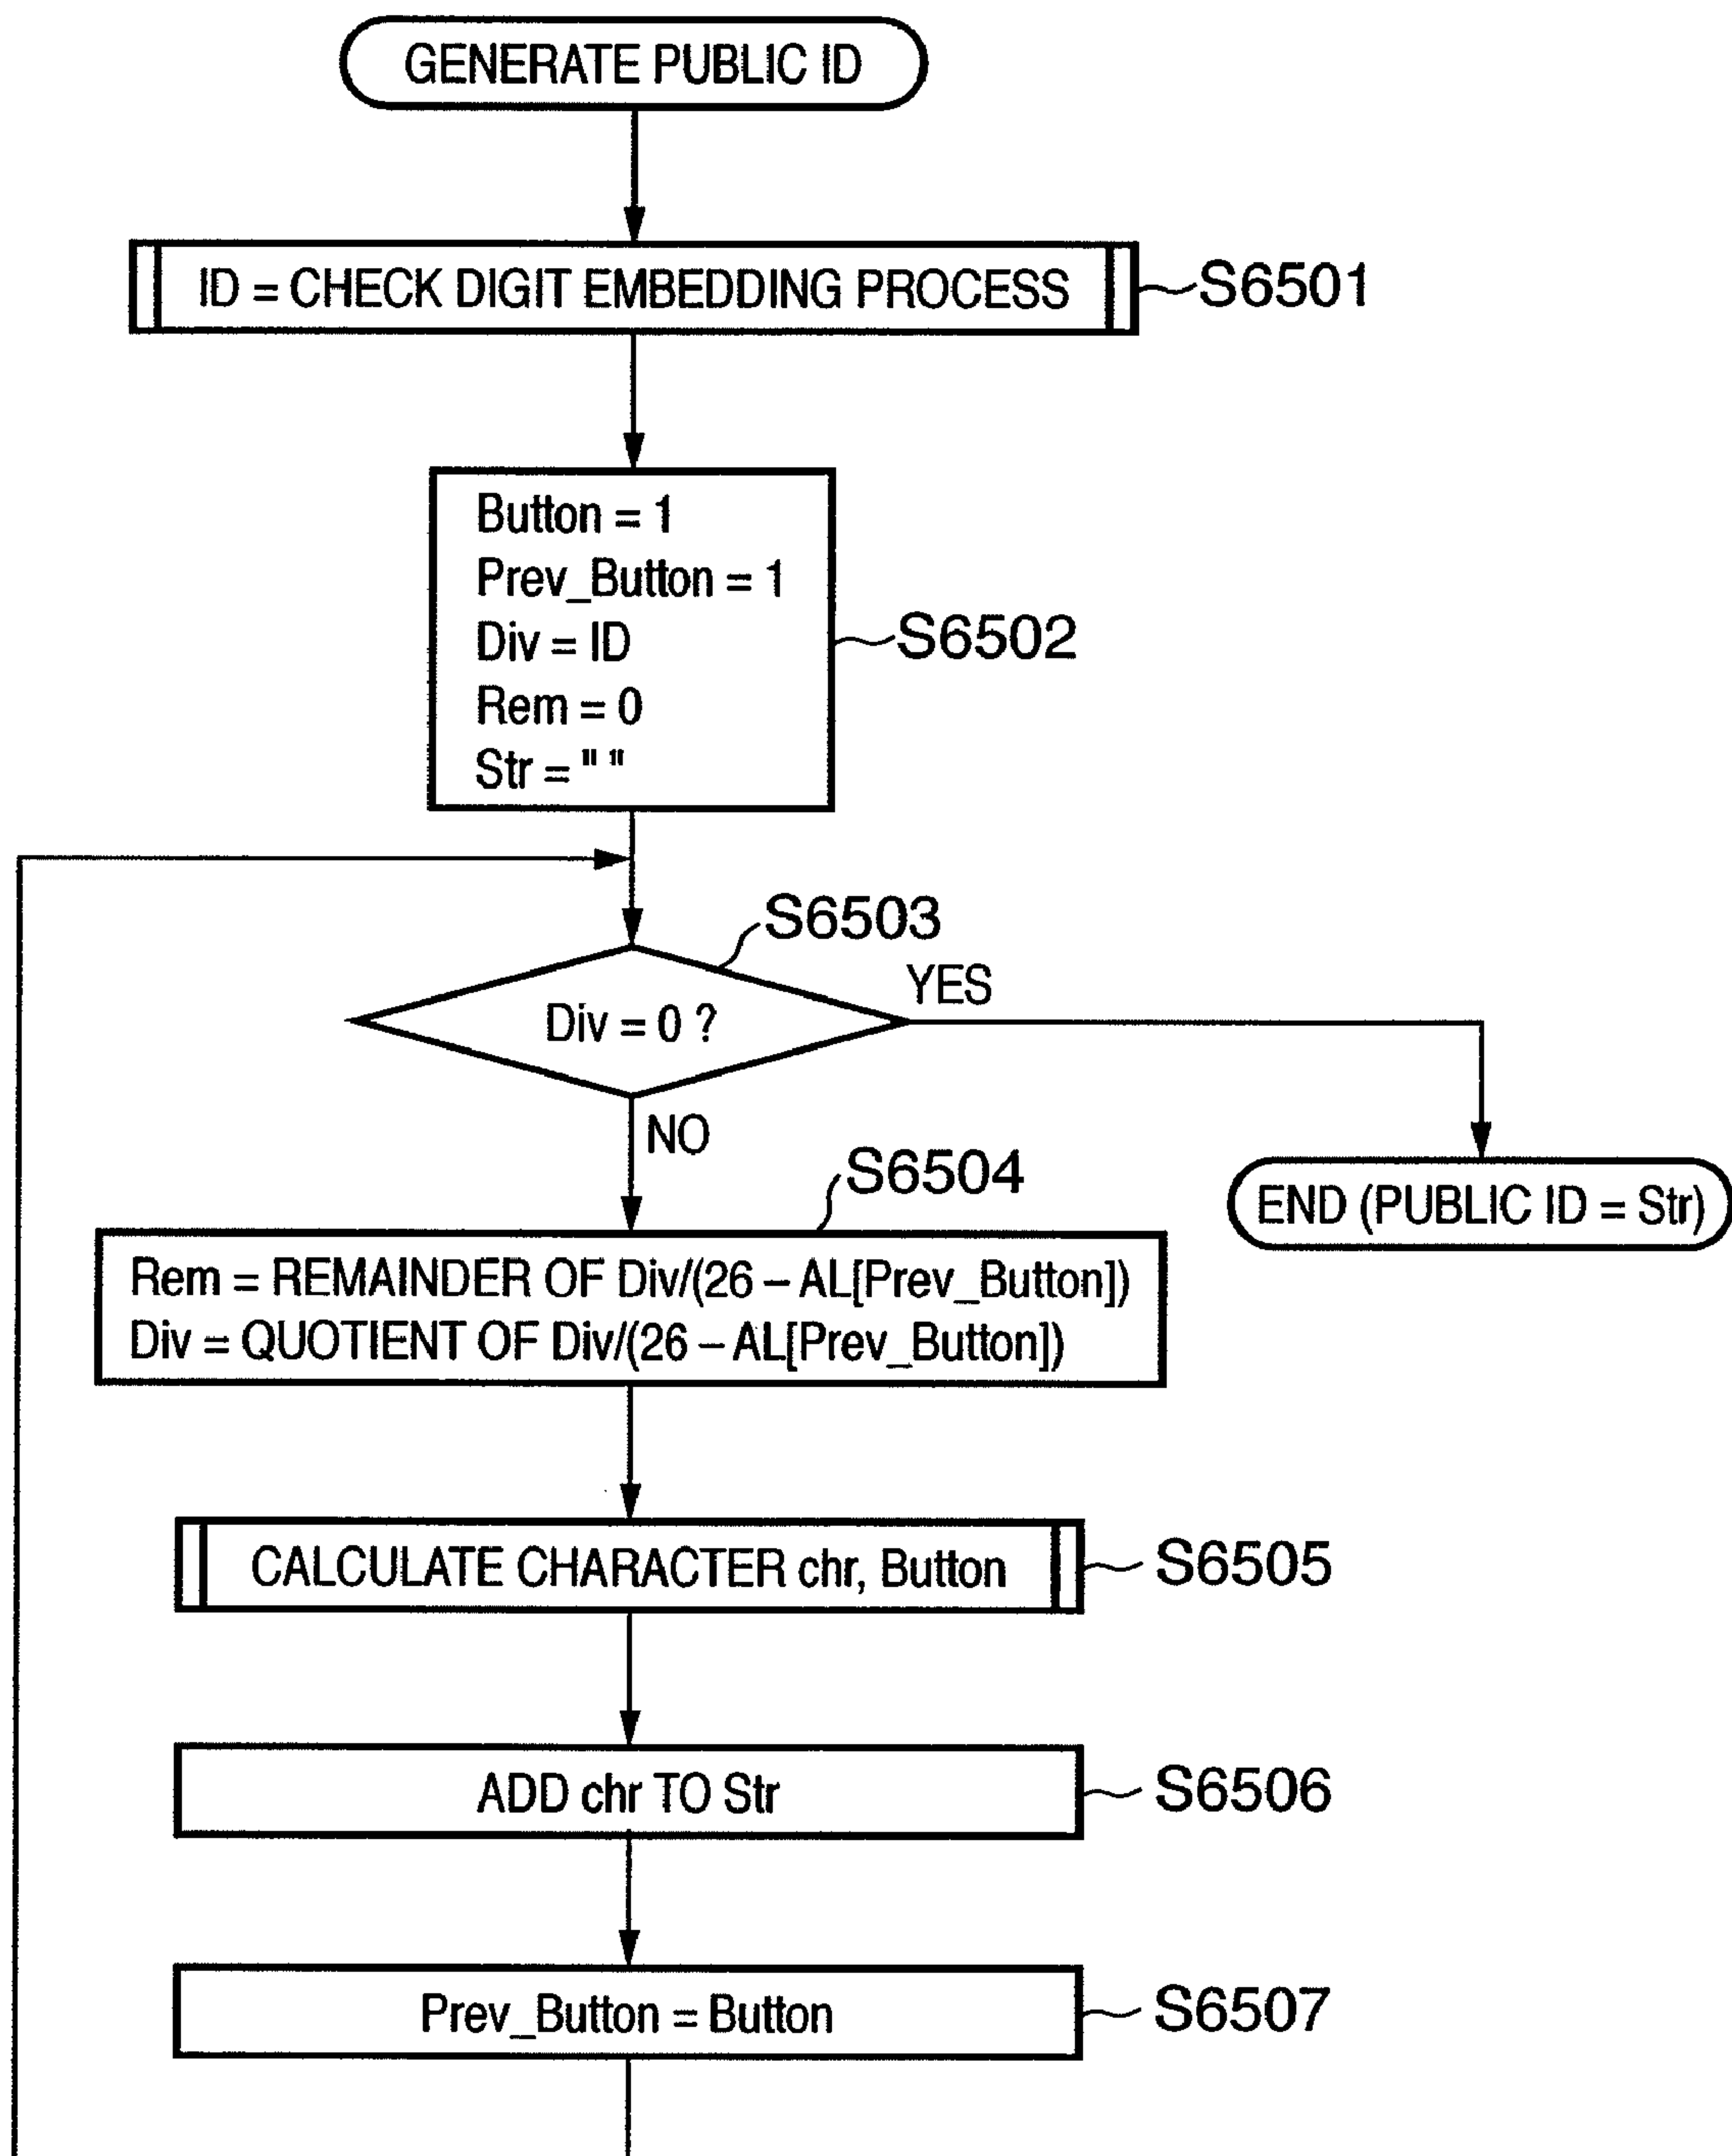 GENERATE PUBLIC ID
ID = CHECK DIGIT EMBEDDING PROCESS
S6501
Button = 1
Prev_Button = 1
Div = ID
Rem = 0
Str = " "
S6502
S6503
Div = 0 ?
YES
NO
S6504
END (PUBLIC ID = Str)
Rem = REMAINDER OF Div/(26 – AL[Prev_Button])
Div = QUOTIENT OF Div/(26 – AL[Prev_Button])
CALCULATE CHARACTER chr, Button
S6505
ADD chr TO Str
S6506
Prev_Button = Button
S6507